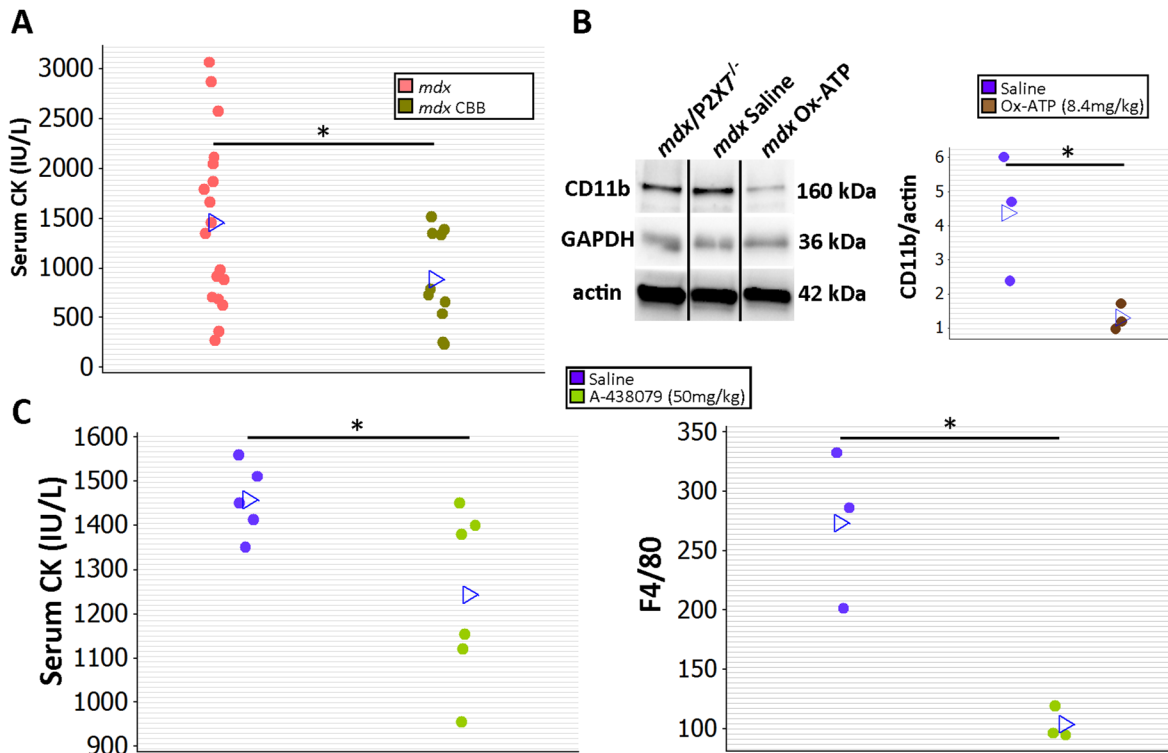 A
Serum CK (IU/L)
3000
2500
2000
1500
1000
500
0
mdx
mdx CBB
*
B
mdx/P2X7-/-
mdx Saline
mdx Ox-ATP
CD11b
160 kDa
GAPDH
36 kDa
actin
42 kDa
Saline
Ox-ATP (8.4mg/kg)
CD11b/actin
6
5
4
3
2
1
*
Saline
A-438079 (50mg/kg)
C
Serum CK (IU/L)
1600
1500
1400
1300
1200
1100
1000
900
*
F4/80
350
300
250
200
150
100
*